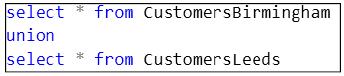 select * from CustomersBirmingham
union
select * from CustomersLeeds